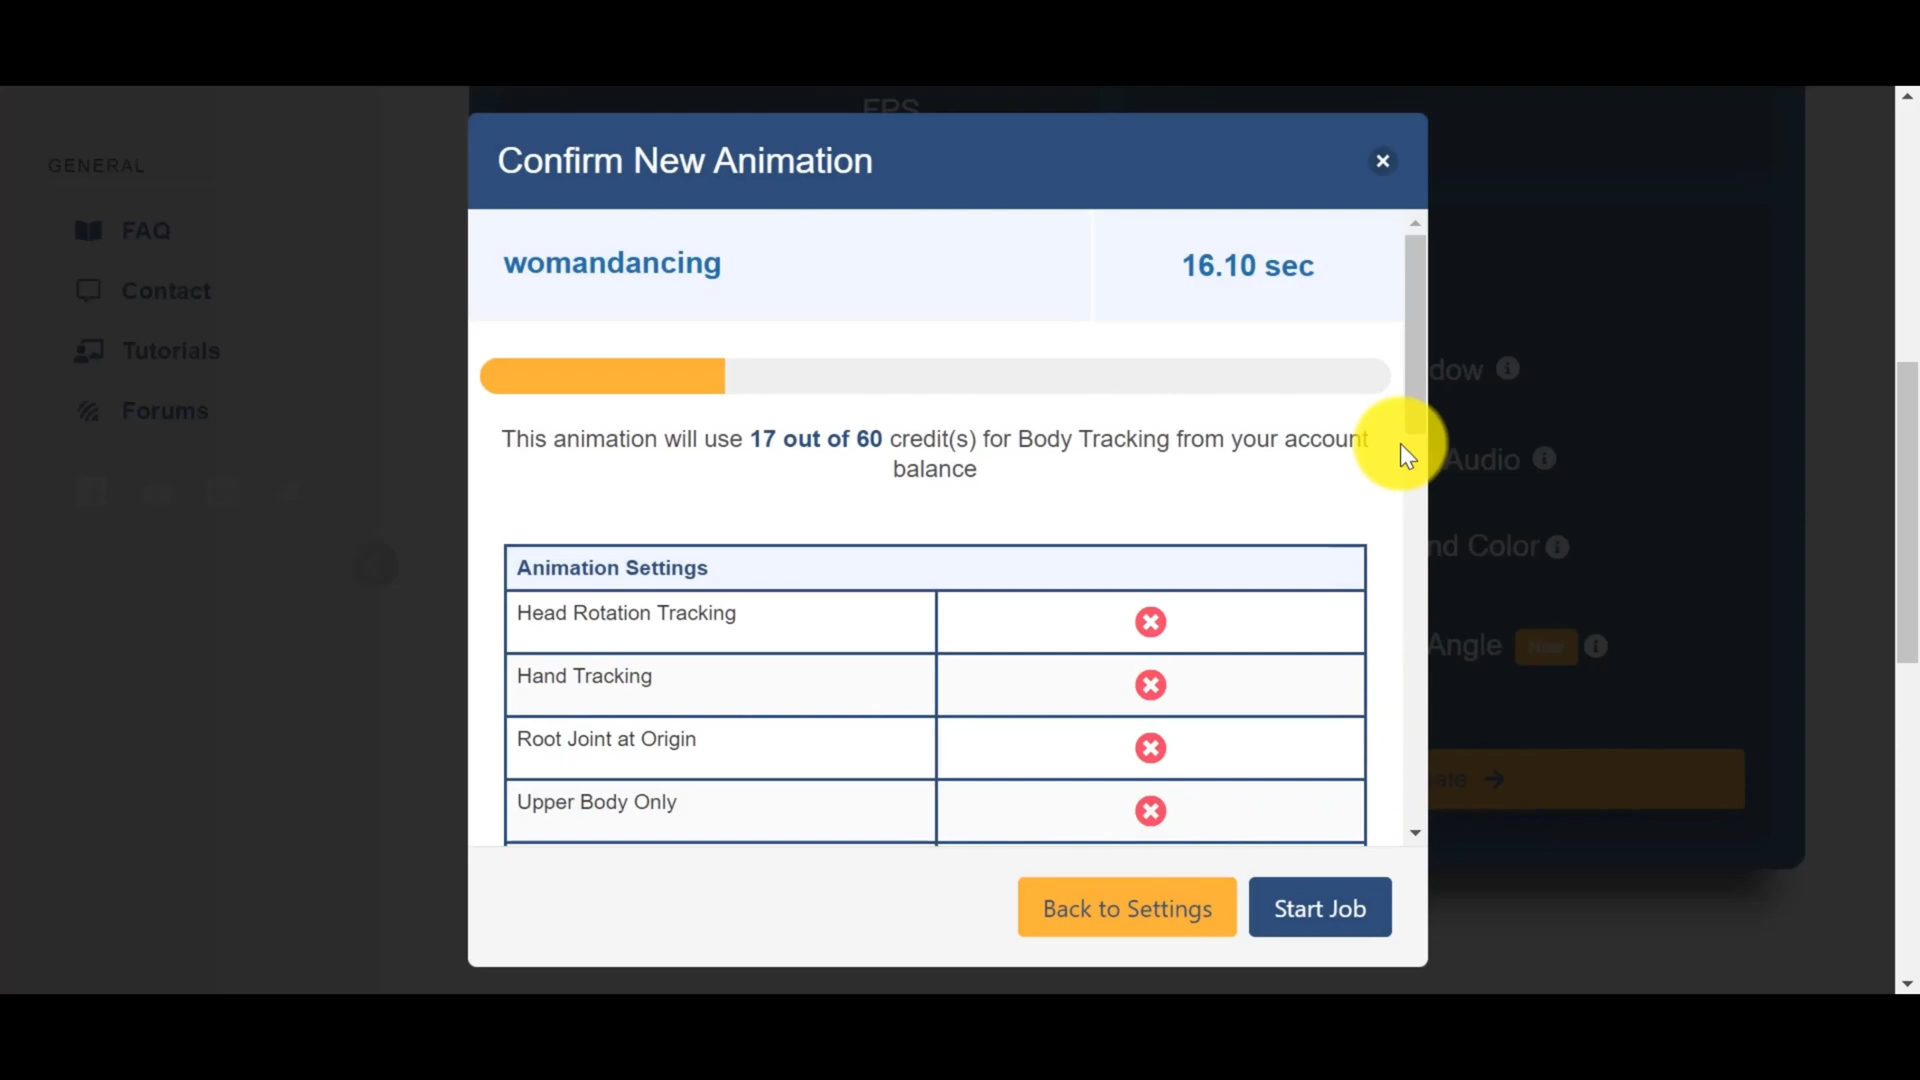 FPS
GENERAL
FAQ
Contact
Tutorials
Forums
Confirm New Animation
womandancing
16.10 sec
This animation will use 17 out of 60 credit(s) for Body Tracking from your account
balance
Animation Settings
Head Rotation Tracking
Hand Tracking
Root Joint at Origin
Upper Body Only
Back to Settings
Start Job
dow
Audio
nd Color
Angle New